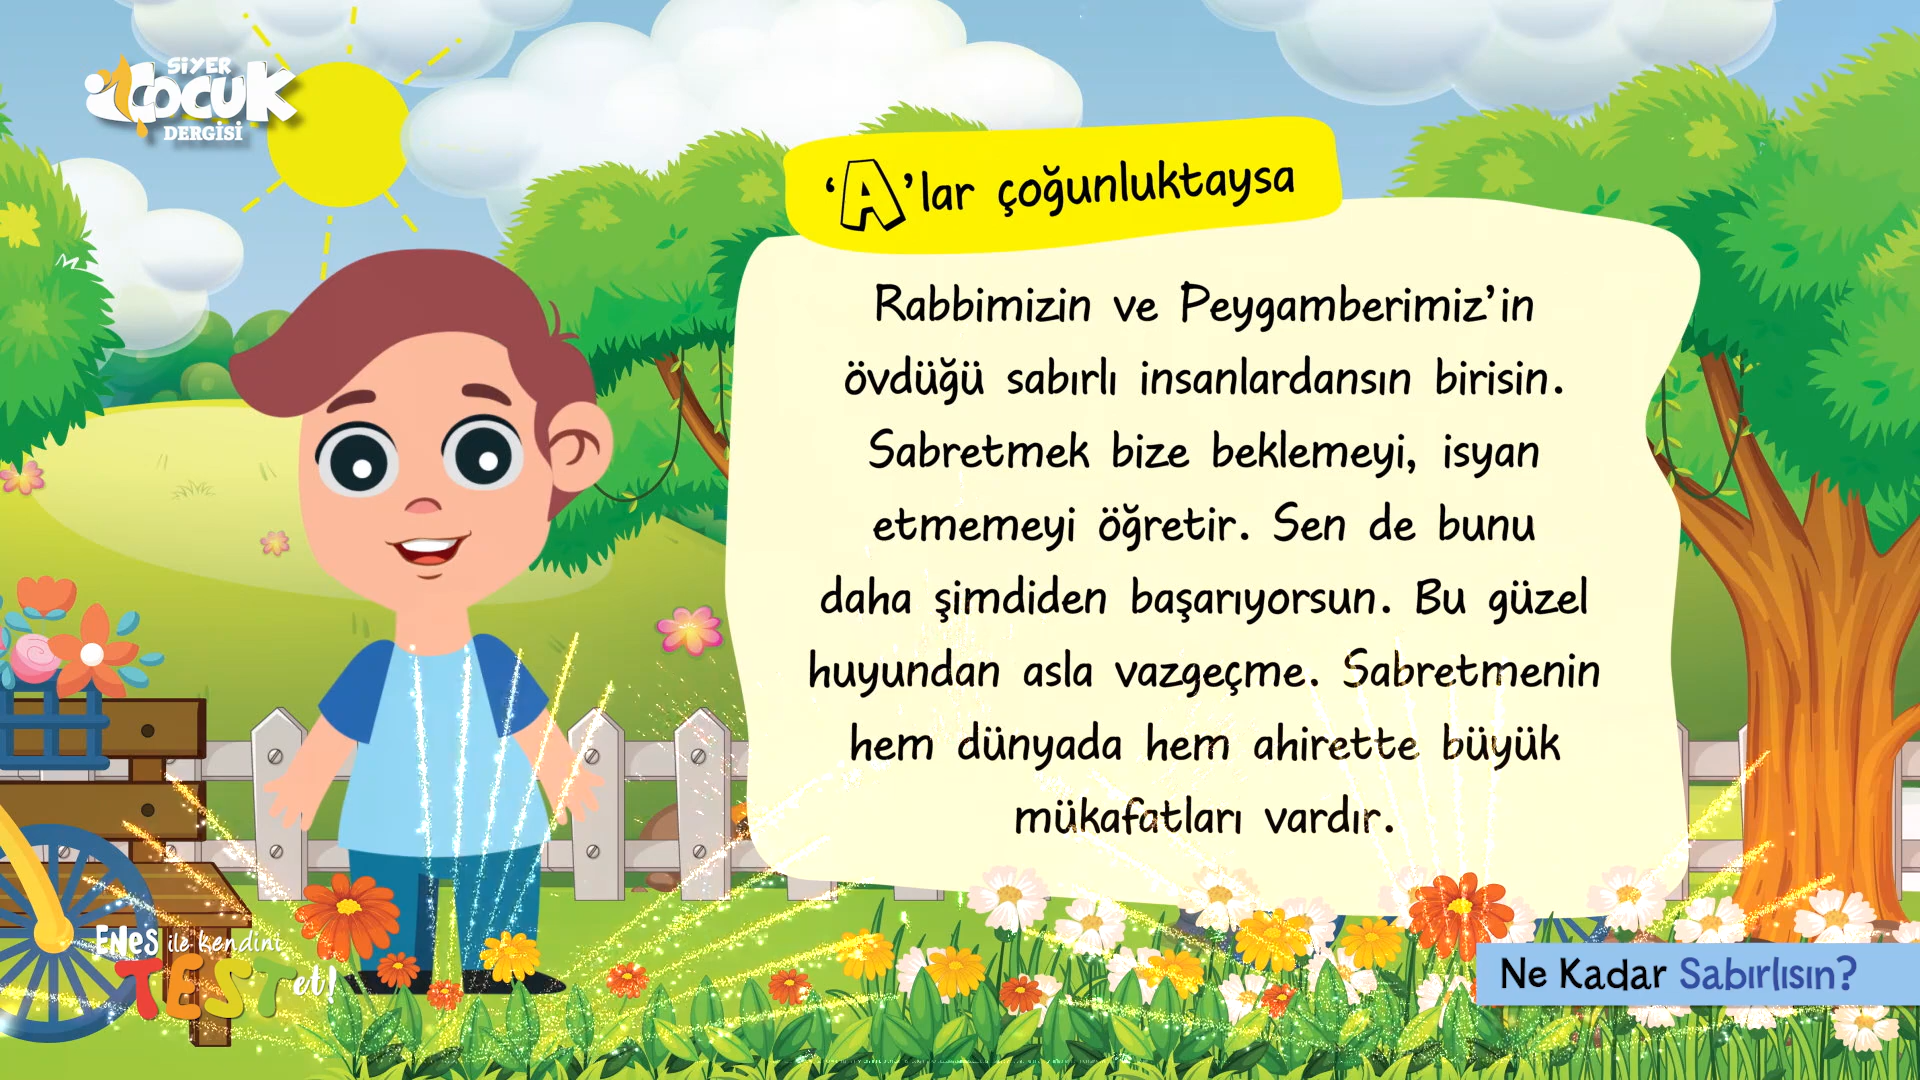 SİYER
ÇOCUK
DERGİSİ
'A'lar çoğunluktaysa
Rabbimizin ve Peygamberimiz'in
övdüğü sabırlı insanlardansın birisin.
Sabretmek bize beklemeyi, isyan
etmemeyi öğretir. Sen de bunu
daha şimdiden başarıyorsun. Bu güzel
huyundan asla vazgeçme. Sabretmenin
hem dünyada hem ahirette büyük
mükafatları vardır.
ENES ile kendini
TEST et!
Ne Kadar Sabırlısın?